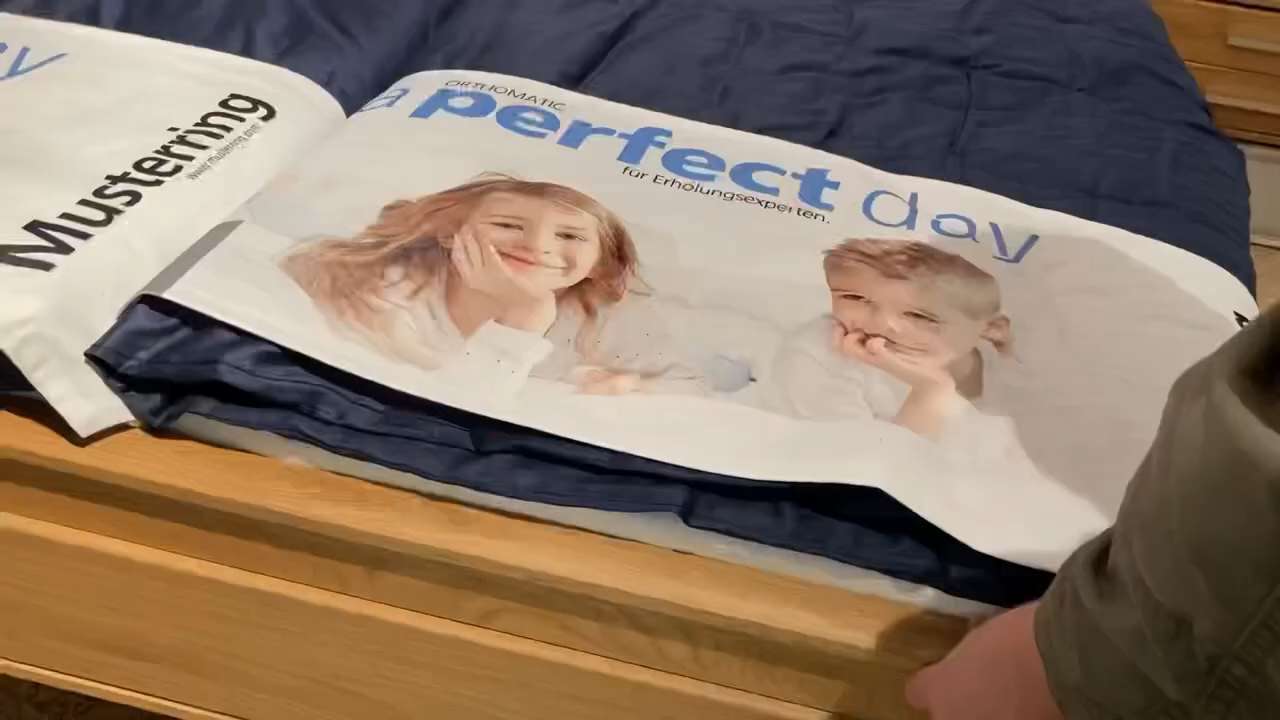 y
Musterring
www.musterring.com
ORTHOMATIC
a perfect day
für Erholungsexperten.